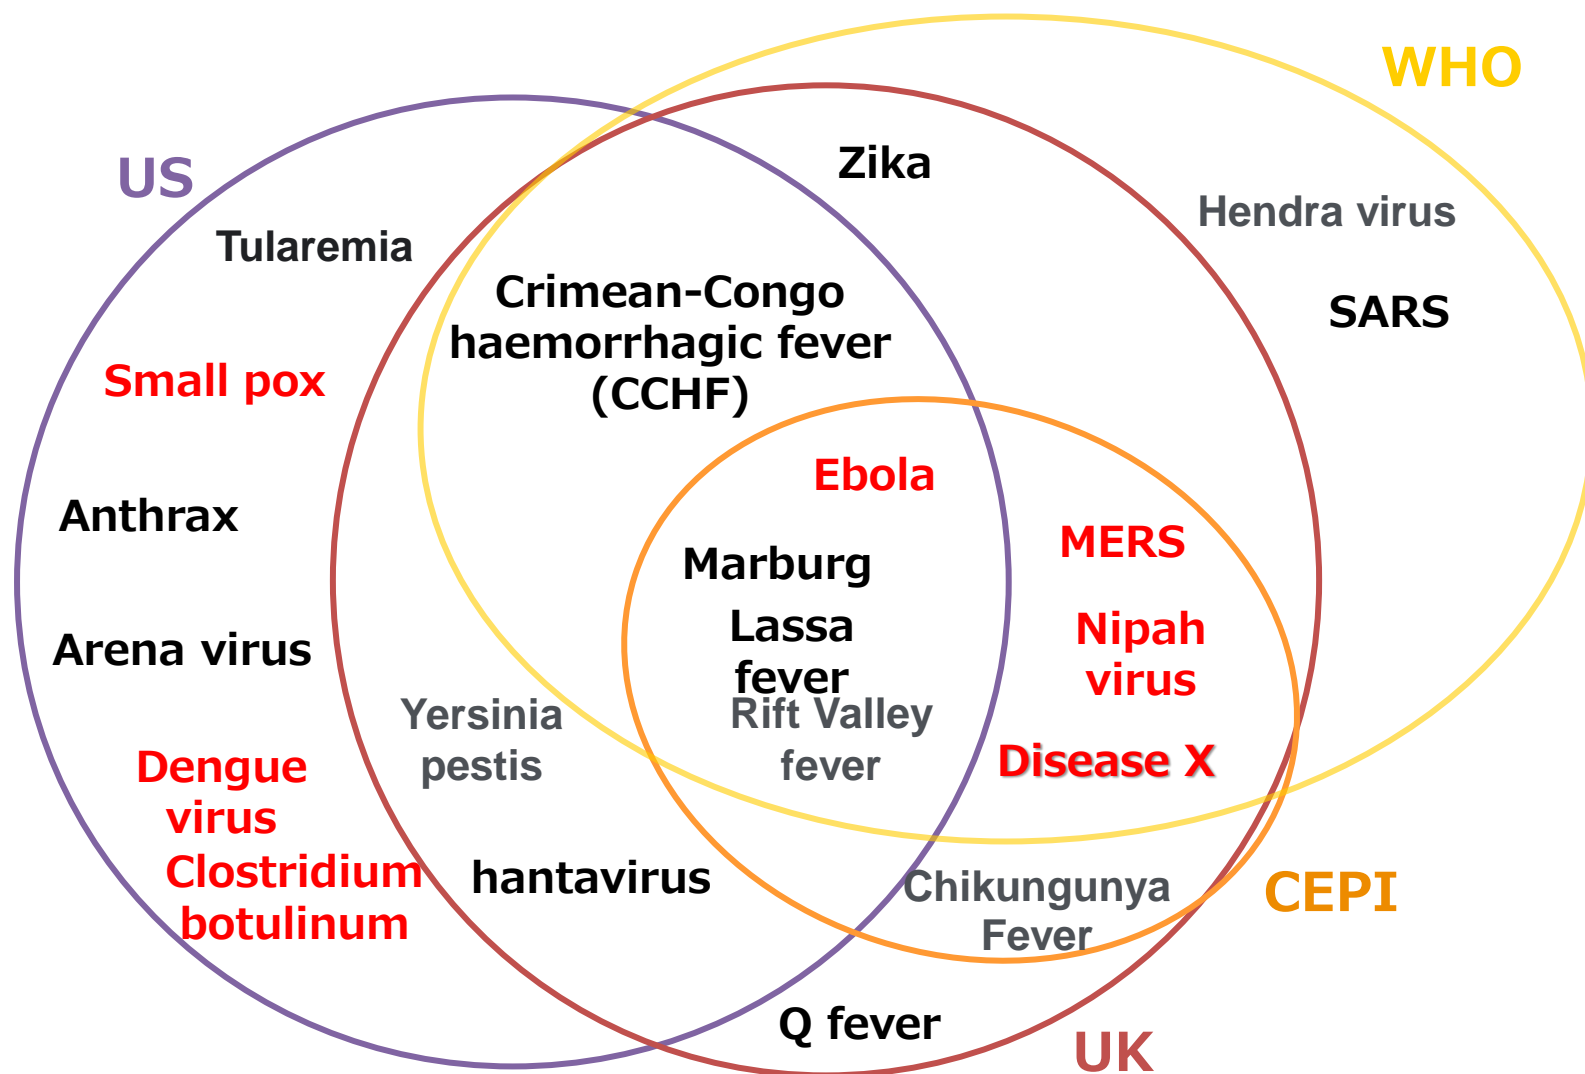 WHO
US
Zika
Hendra virus
Tularemia
Crimean-Congo
haemorrhagic fever
(CCHF)
SARS
Small pox
Ebola
Anthrax
MERS
Marburg
Arena virus
Lassa
fever
Nipah
virus
Yersinia
pestis
Rift Valley
fever
Disease X
Dengue
virus
Clostridium
botulinum
hantavirus
Chikungunya
Fever
CEPI
Q fever
UK